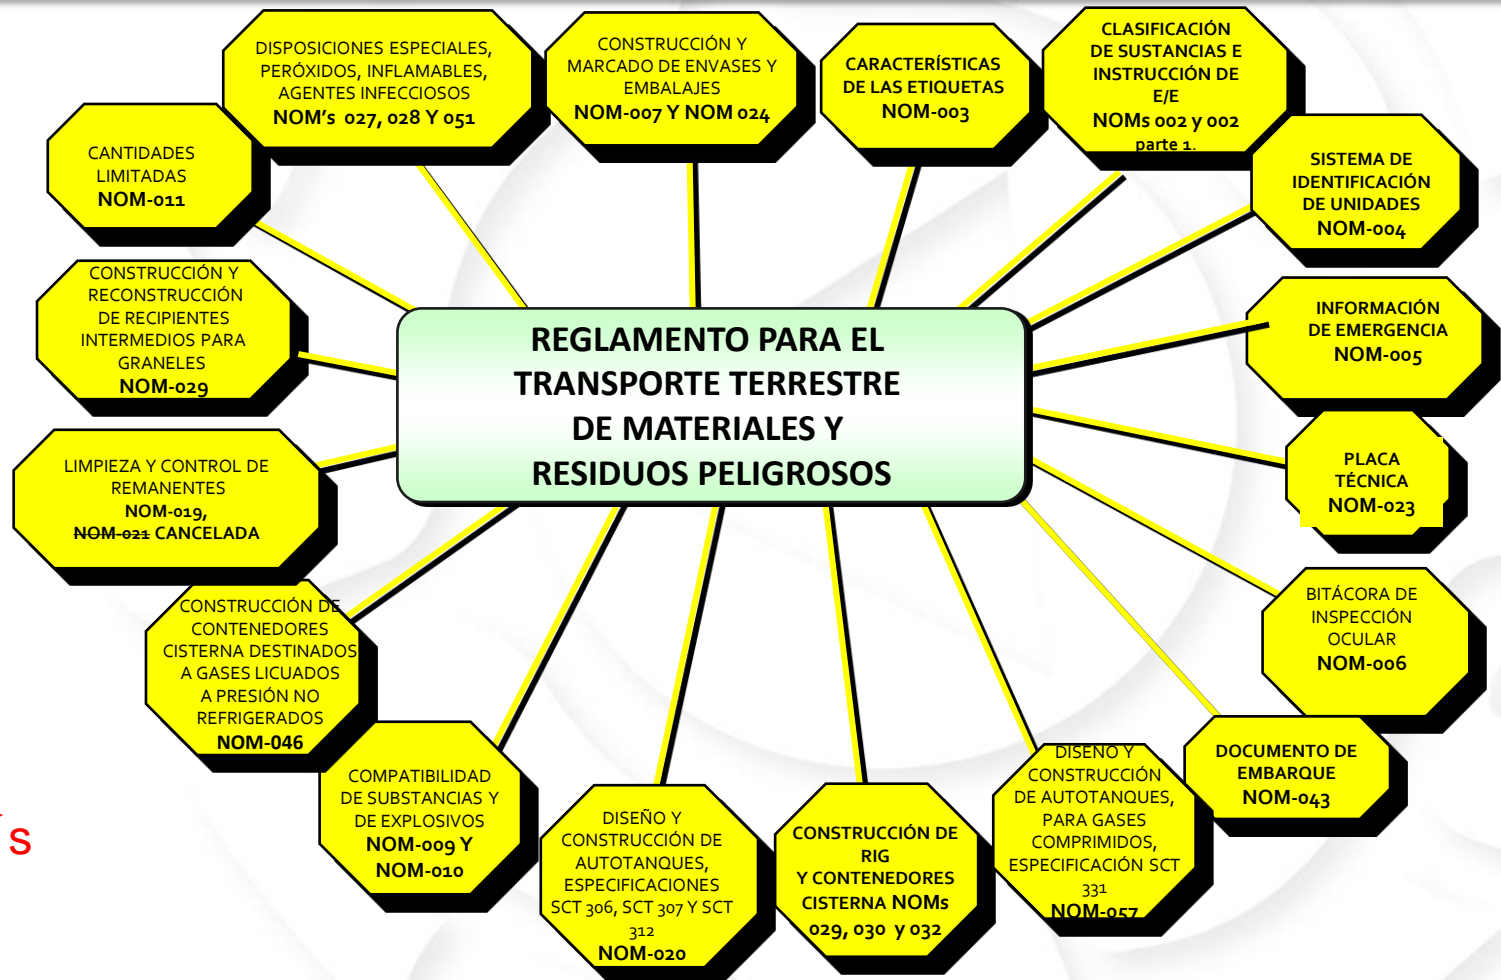 DISPOSICIONES ESPECIALES,
PERÓXIDOS, INFLAMABLES,
AGENTES INFECCIOSOS
NOM's 027, 028 Y 051
CONSTRUCCIÓN Y
MARCADO DE ENVASES Y
EMBALAJES
NOM-007 Y NOM 024
CARACTERÍSTICAS
DE LAS ETIQUETAS
NOM-003
CLASIFICACIÓN
DE SUSTANCIAS E
INSTRUCCIÓN DE
E/E
NOMs 002 y 002
parte 1.
CANTIDADES
LIMITADAS
NOM-011
SISTEMA DE
IDENTIFICACIÓN
DE UNIDADES
NOM-004
CONSTRUCCIÓN Y
RECONSTRUCCIÓN
DE RECIPIENTES
INTERMEDIOS PARA
GRANELES
NOM-029
INFORMACIÓN
DE EMERGENCIA
NOM-005
REGLAMENTO PARA EL
TRANSPORTE TERRESTRE
DE MATERIALES Y
RESIDUOS PELIGROSOS
LIMPIEZA Y CONTROL DE
REMANENTES
NOM-019,
NOM-021 CANCELADA
PLACA
TÉCNICA
NOM-023
CONSTRUCCIÓN DE
CONTENEDORES
CISTERNA DESTINADOS
A GASES LICUADOS
A PRESIÓN NO
REFRIGERADOS
NOM-046
BITÁCORA DE
INSPECCIÓN
OCULAR
NOM-006
COMPATIBILIDAD
DE SUBSTANCIAS Y
DE EXPLOSIVOS
NOM-009 Y
NOM-010
DISEÑO Y
CONSTRUCCIÓN DE
AUTOTANQUES,
ESPECIFICACIONES
SCT 306, SCT 307 Y SCT
312
NOM-020
CONSTRUCCIÓN DE
RIG
Y CONTENEDORES
CISTERNA NOMs
029, 030 y 032
DISEÑO Y
CONSTRUCCIÓN
DE AUTOTANQUES,
PARA GASES
COMPRIMIDOS,
ESPECIFICACIÓN SCT
331
NOM-057
DOCUMENTO DE
EMBARQUE
NOM-043
´s